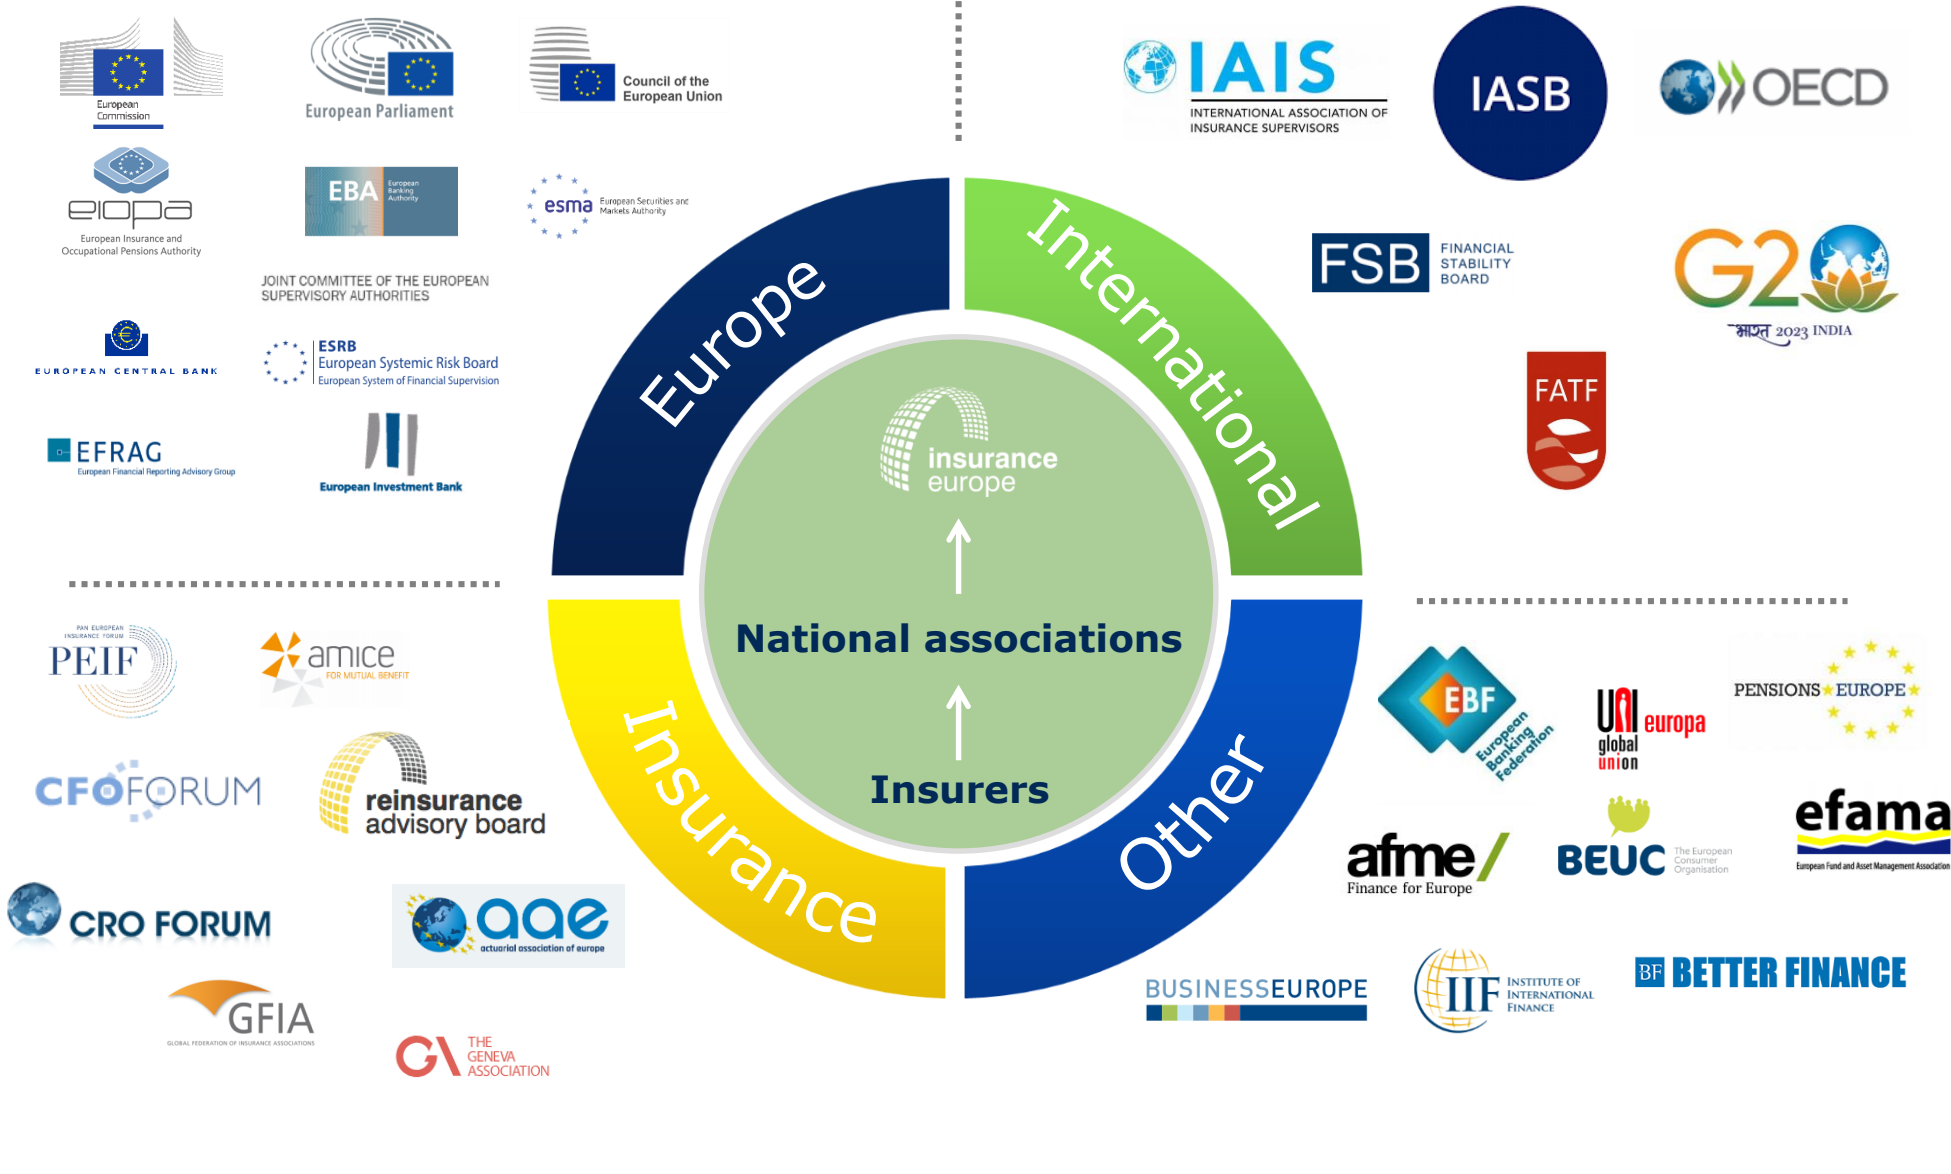 European
Commission
European Parliament
Council of the
European Union
eiopa
European Insurance and
Occupational Pensions Authority
EBA
European
Banking
Authority
esma
European Securities and
Markets Authority
JOINT COMMITTEE OF THE EUROPEAN
SUPERVISORY AUTHORITIES
EUROPEAN CENTRAL BANK
ESRB
European Systemic Risk Board
European System of Financial Supervision
EFRAG
European Financial Reporting Advisory Group
European Investment Bank
IAIS
INTERNATIONAL ASSOCIATION OF
INSURANCE SUPERVISORS
IASB
OECD
FSB
FINANCIAL
STABILITY
BOARD
G20
भारत 2023 INDIA
FATF
Europe
International
insurance
europe
National associations
Insurers
Insurance
Other
PAN EUROPEAN
INSURANCE FORUM
PEIF
amice
FOR MUTUAL BENEFIT
CFOFORUM
reinsurance
advisory board
CRO FORUM
aae
actuarial association of europe
GFIA
GLOBAL FEDERATION OF INSURANCE ASSOCIATIONS
GA
THE
GENEVA
ASSOCIATION
EBF
European
Banking
Federation
UNI europa
global
union
PENSIONS EUROPE
afme
Finance for Europe
BEUC
The European
Consumer
Organisation
efama
European Fund and Asset Management Association
BUSINESSEUROPE
IIF
INSTITUTE OF
INTERNATIONAL
FINANCE
BF BETTER FINANCE